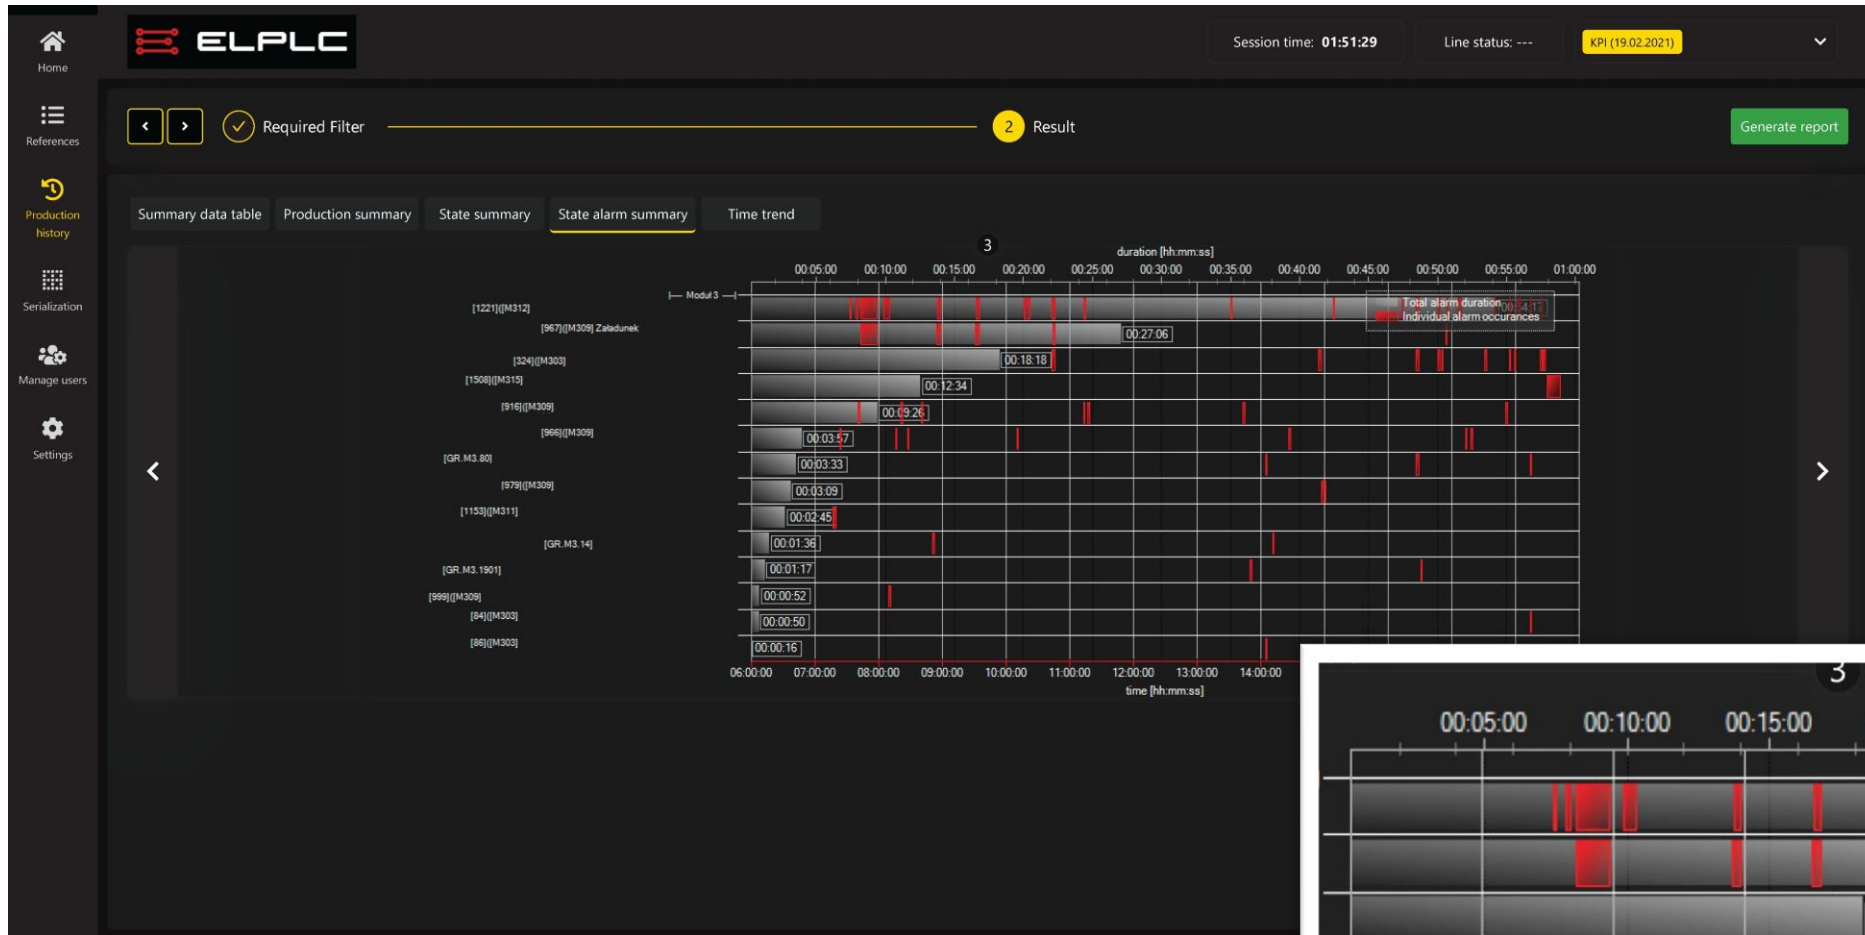 ELPLC
Session time: 01:51:29
Line status: ---
KPI (19.02.2021)
Home
References
Production
history
Serialization
Manage users
Settings
Required Filter
2 Result
Generate report
Summary data table
Production summary
State summary
State alarm summary
Time trend
3
duration [hh:mm:ss]
00:05:00 00:10:00 00:15:00 00:20:00 00:25:00 00:30:00 00:35:00 00:40:00 00:45:00 00:50:00 00:55:00 01:00:00
Moduł 3
Total alarm duration
Individual alarm occurances
[1221]([M312]
[967]([M309] Załadunek 00:27:06
[324]([M303] 00:18:18
[1508]([M315] 00:12:34
[916]([M309] 00:09:26
[966]([M309] 00:03:57
[GR.M3.80] 00:03:33
[979]([M309] 00:03:09
[1153]([M311] 00:02:45
[GR.M3.14] 00:01:36
[GR.M3.1901] 00:01:17
[999]([M309] 00:00:52
[84]([M303] 00:00:50
[86]([M303] 00:00:16
06:00:00 07:00:00 08:00:00 09:00:00 10:00:00 11:00:00 12:00:00 13:00:00 14:00:00
time [hh:mm:ss]
3
00:05:00 00:10:00 00:15:00